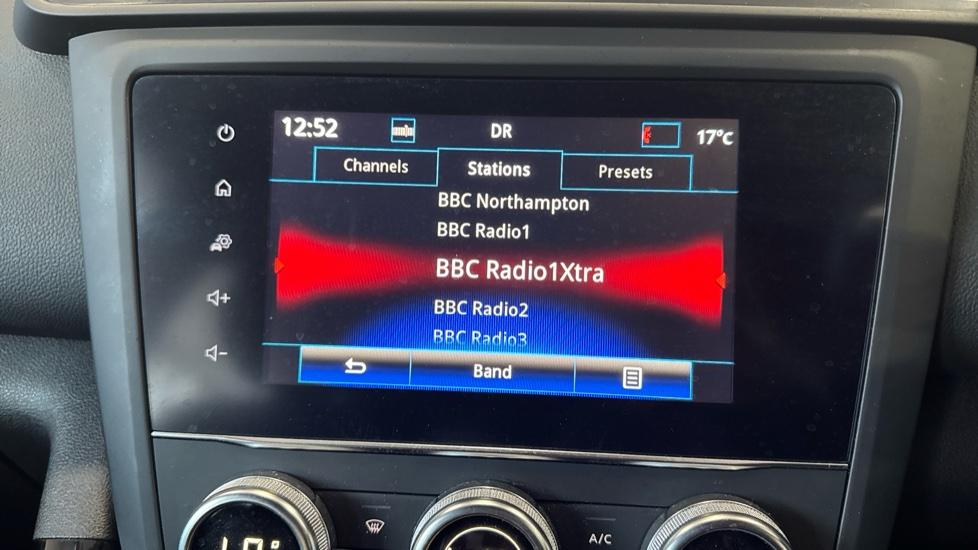 12:52 DR 17°C
Channels Stations Presets
BBC Northampton
BBC Radio1
BBC Radio1Xtra
BBC Radio2
BBC Radio3
Band
A/C